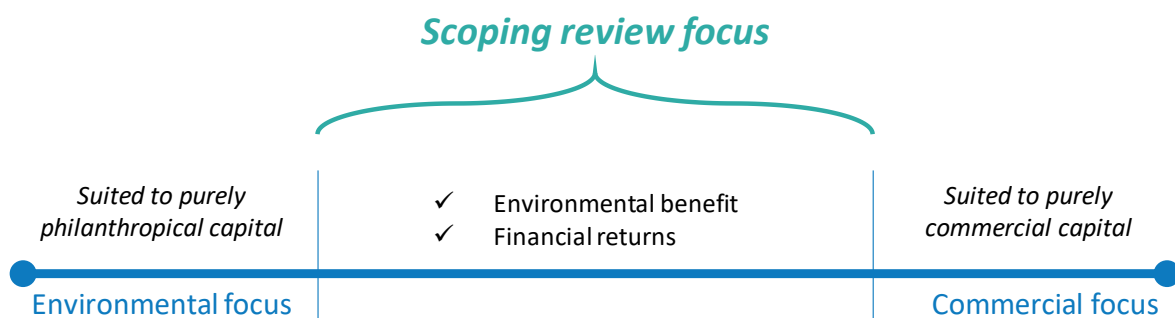 Scoping review focus
Suited to purely
philanthropical capital
✓ Environmental benefit
✓ Financial returns
Suited to purely
commercial capital
Environmental focus
Commercial focus